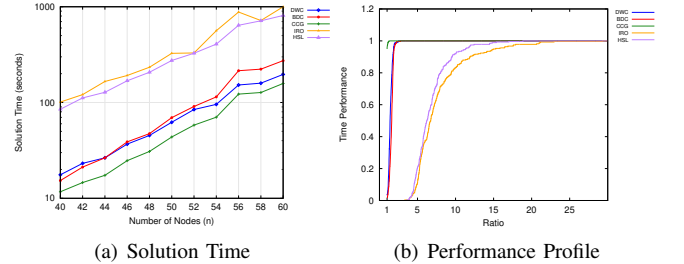 1000
100
10
Solution Time (seconds)
40 42 44 46 48 50 52 54 56 58 60
Number of Nodes (n)
DWC
BDC
CCG
IRO
HSL
(a) Solution Time
1.2
1
0.8
0.6
0.4
0.2
0
Time Performance
1 5 10 15 20 25
Ratio
DWC
BDC
CCG
IRO
HSL
(b) Performance Profile